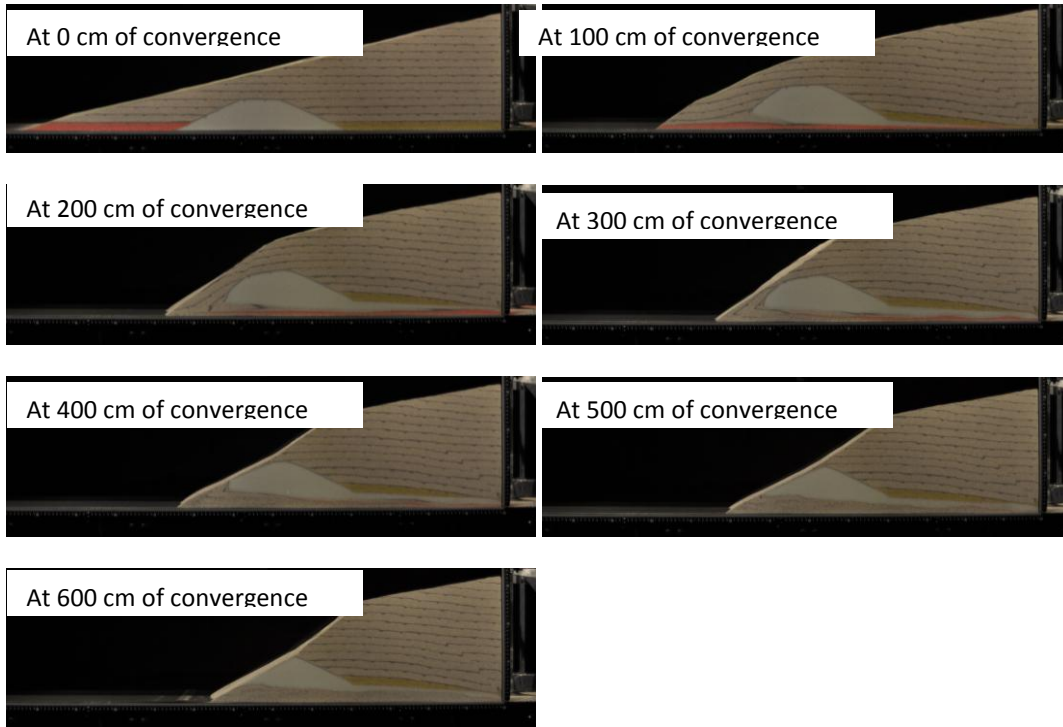 At 0 cm of convergence
At 100 cm of convergence
At 200 cm of convergence
At 300 cm of convergence
At 400 cm of convergence
At 500 cm of convergence
At 600 cm of convergence